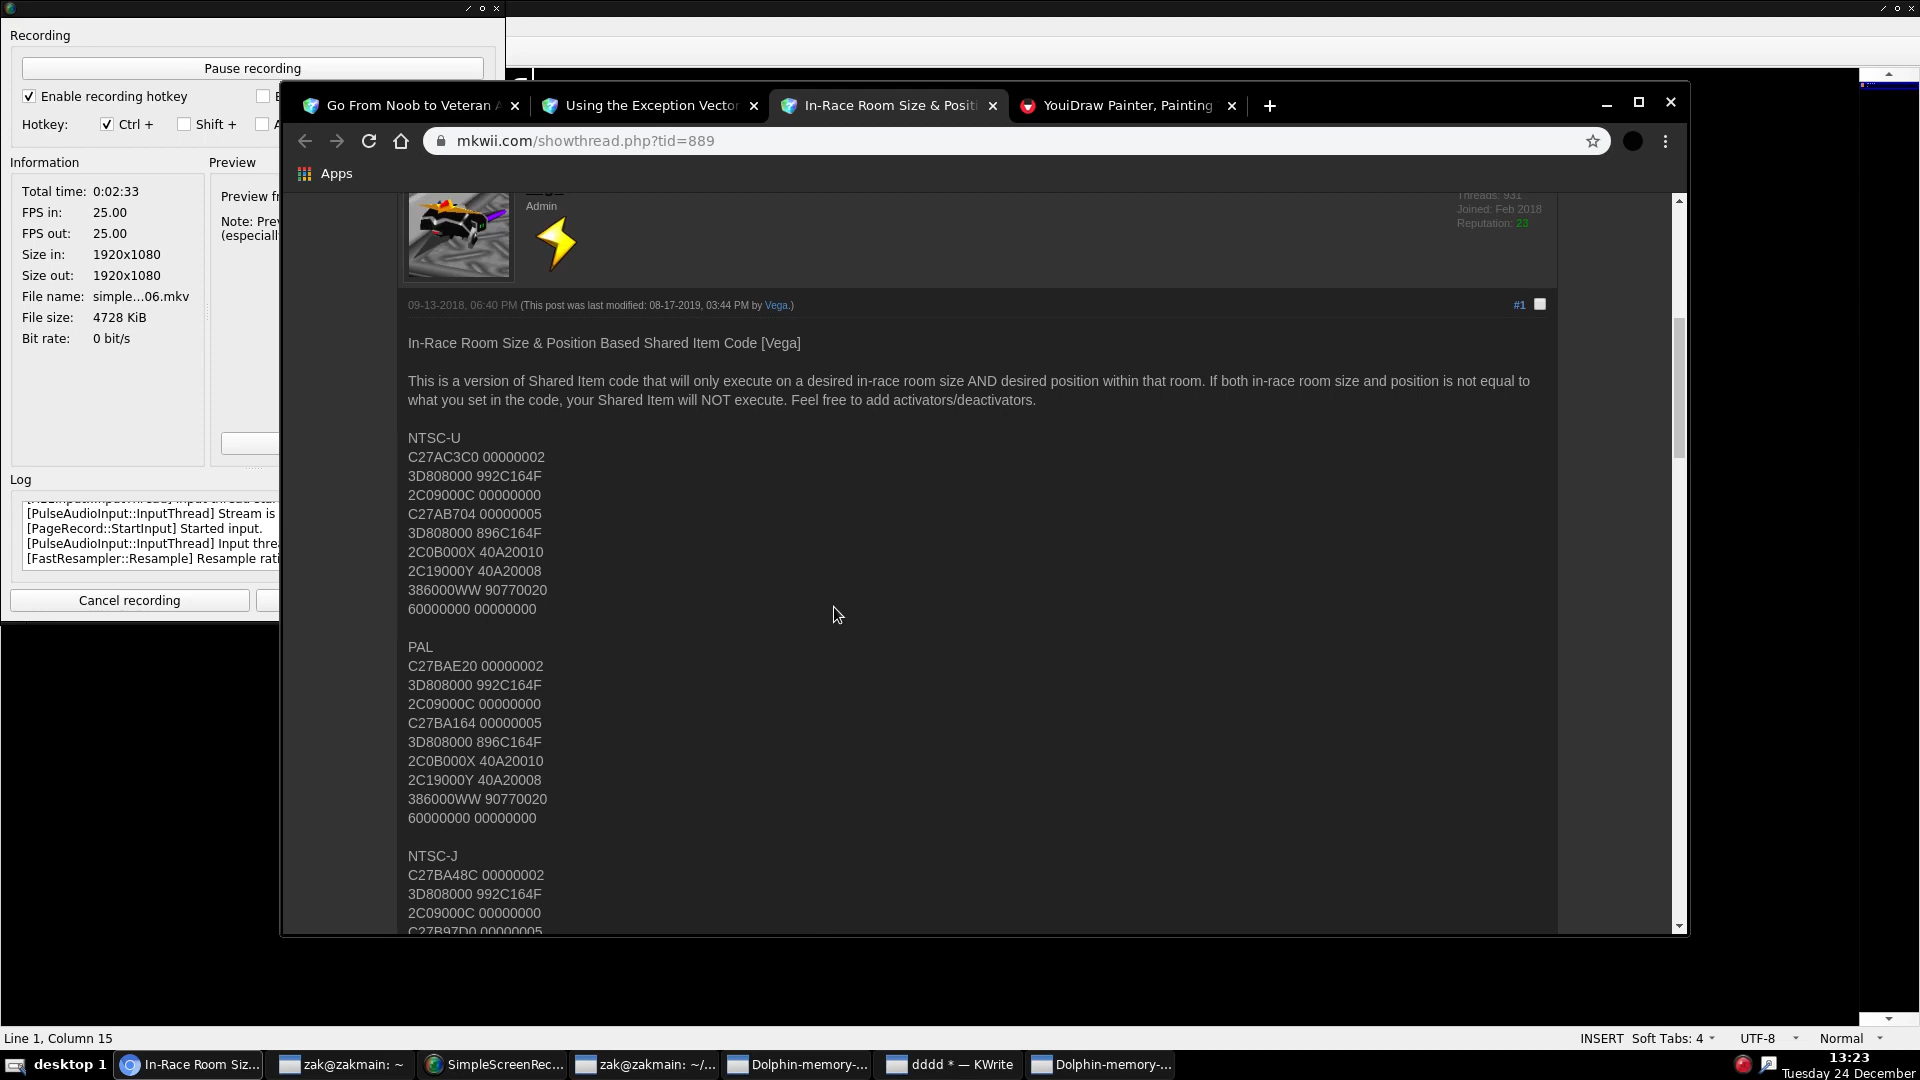 Recording
Pause recording
Enable recording hotkey
Hotkey:
Ctrl +
Shift +
Information
Preview
Total time: 0:02:33
FPS in: 25.00
FPS out: 25.00
Size in: 1920x1080
Size out: 1920x1080
File name: simple...06.mkv
File size: 4728 KiB
Bit rate: 0 bit/s
Log
[PulseAudioInput::InputThread] Stream is
[PageRecord::StartInput] Started input.
[PulseAudioInput::InputThread] Input
[FastResampler::Resample] Resample
Cancel recording
Go From Noob to Veteran
Using the Exception Vector
In-Race Room Size & Positi
YouiDraw Painter, Painting
mkwii.com/showthread.php?tid=889
Apps
Admin
Threads: 931
Joined: Feb 2018
Reputation: 23
09-13-2018, 06:40 PM (This post was last modified: 08-17-2019, 03:44 PM by Vega.)
#1
In-Race Room Size & Position Based Shared Item Code [Vega]
This is a version of Shared Item code that will only execute on a desired in-race room size AND desired position within that room. If both in-race room size and position is not equal to
what you set in the code, your Shared Item will NOT execute. Feel free to add activators/deactivators.
NTSC-U
C27AC3C0 00000002
3D808000 992C164F
2C09000C 00000000
C27AB704 00000005
3D808000 896C164F
2C0B000X 40A20010
2C19000Y 40A20008
386000WW 90770020
60000000 00000000
PAL
C27BAE20 00000002
3D808000 992C164F
2C09000C 00000000
C27BA164 00000005
3D808000 896C164F
2C0B000X 40A20010
2C19000Y 40A20008
386000WW 90770020
60000000 00000000
NTSC-J
C27BA48C 00000002
3D808000 992C164F
2C09000C 00000000
C27B97D0 00000005
Line 1, Column 15
INSERT Soft Tabs: 4 UTF-8 Normal
desktop 1
In-Race Room Siz...
zak@zakmain: ~
SimpleScreenRec...
zak@zakmain: ~/...
Dolphin-memory-...
dddd * — KWrite
Dolphin-memory-...
13:23
Tuesday 24 December